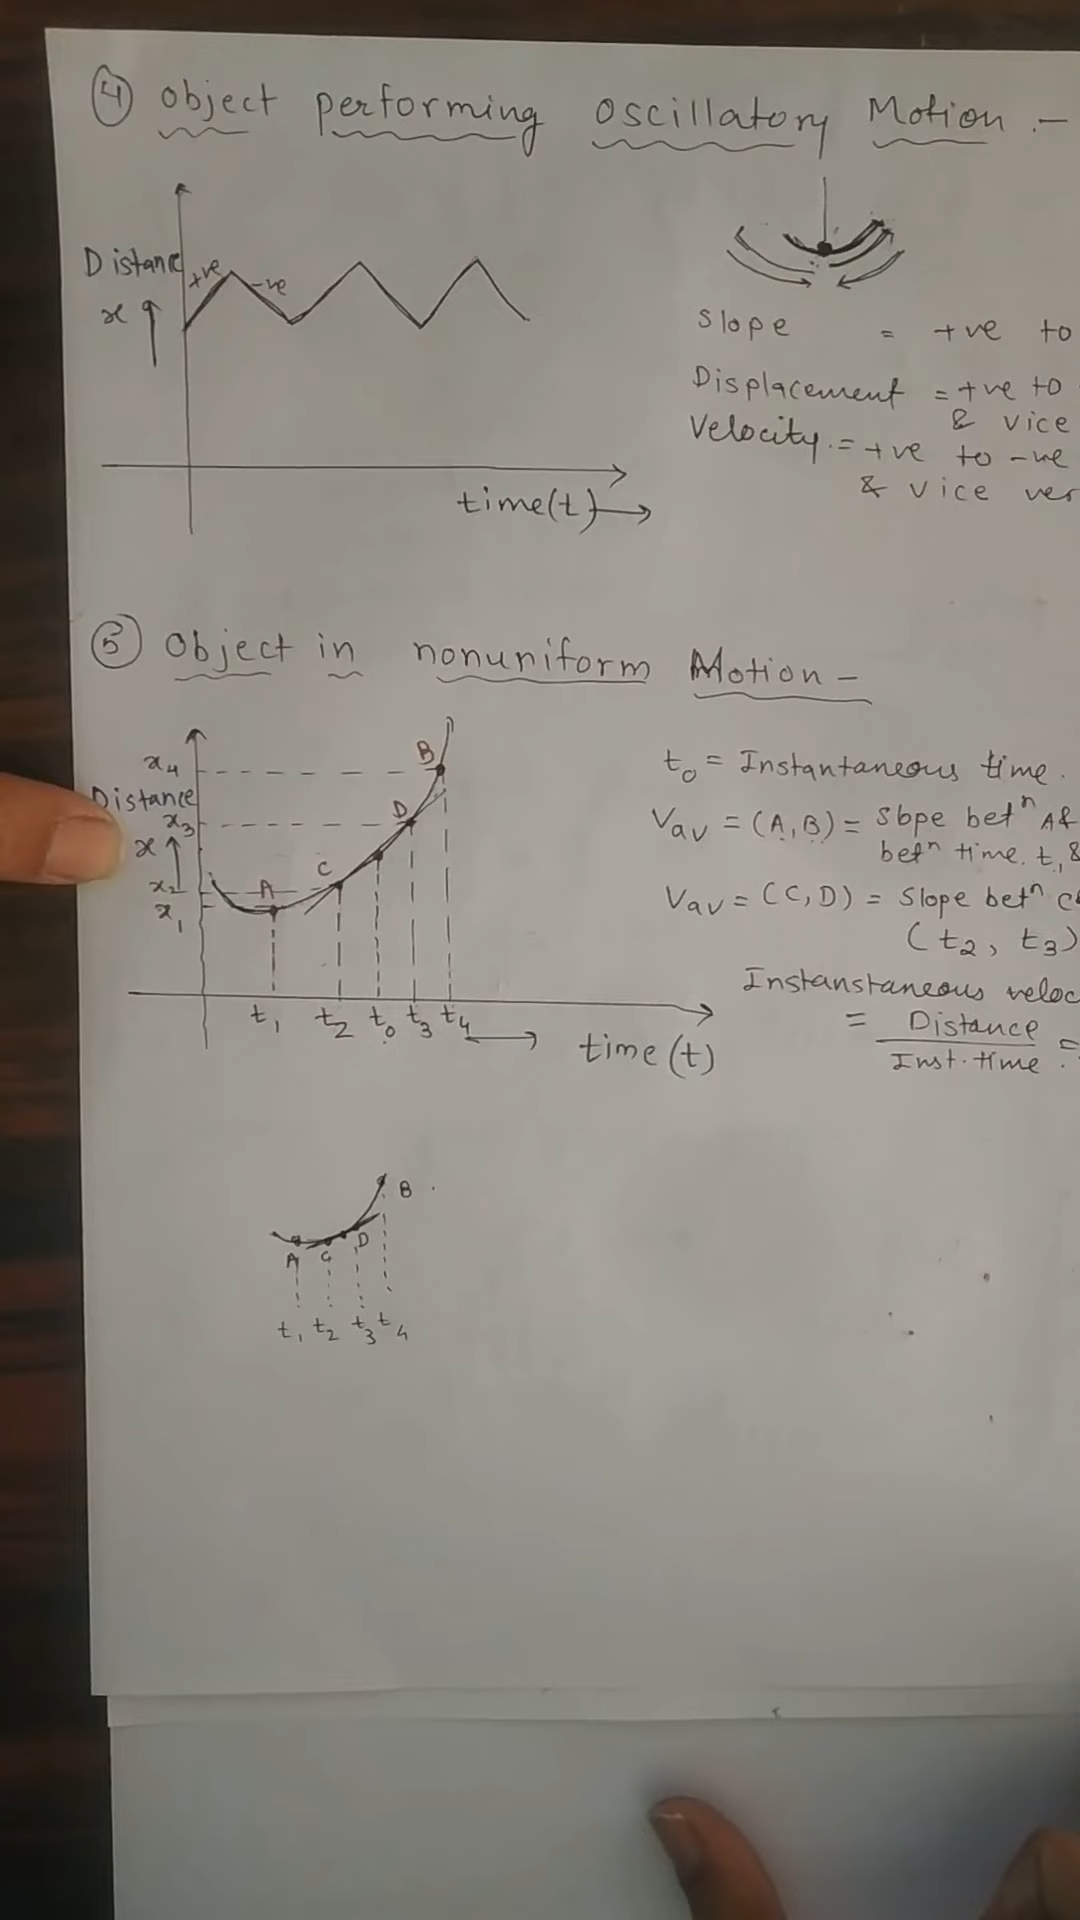 4 Object performing Oscillatory Motion :-
Distance
x
+ve
-ve
time(t)
Slope = +ve to
Displacement = +ve to
& vice
Velocity. = +ve to -ve
& vice ver
5 Object in nonuniform Motion -
x4
Distance
x3
x
x2
x1
A
C
D
B
t1 t2 t0 t3 t4
time (t)
t0 = Instantaneous time.
Vav = (A,B) = Slope betn A &
betn time. t1 &
Vav = (C,D) = Slope betn C
(t2, t3)
Instanstaneous veloc
= Distance
Inst. time =
B
A C D
t1 t2 t3 t4